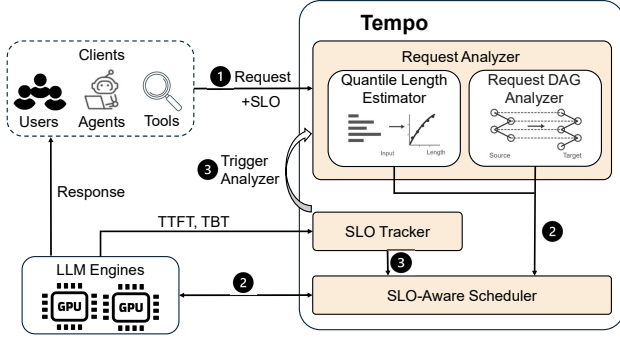 Tempo
Clients
Users
Agents
Tools
1 Request
+SLO
Request Analyzer
Quantile Length
Estimator
Input
Length
Request DAG
Analyzer
Source
Target
3 Trigger
Analyzer
Response
TTFT, TBT
SLO Tracker
2
3
LLM Engines
GPU
GPU
2
SLO-Aware Scheduler